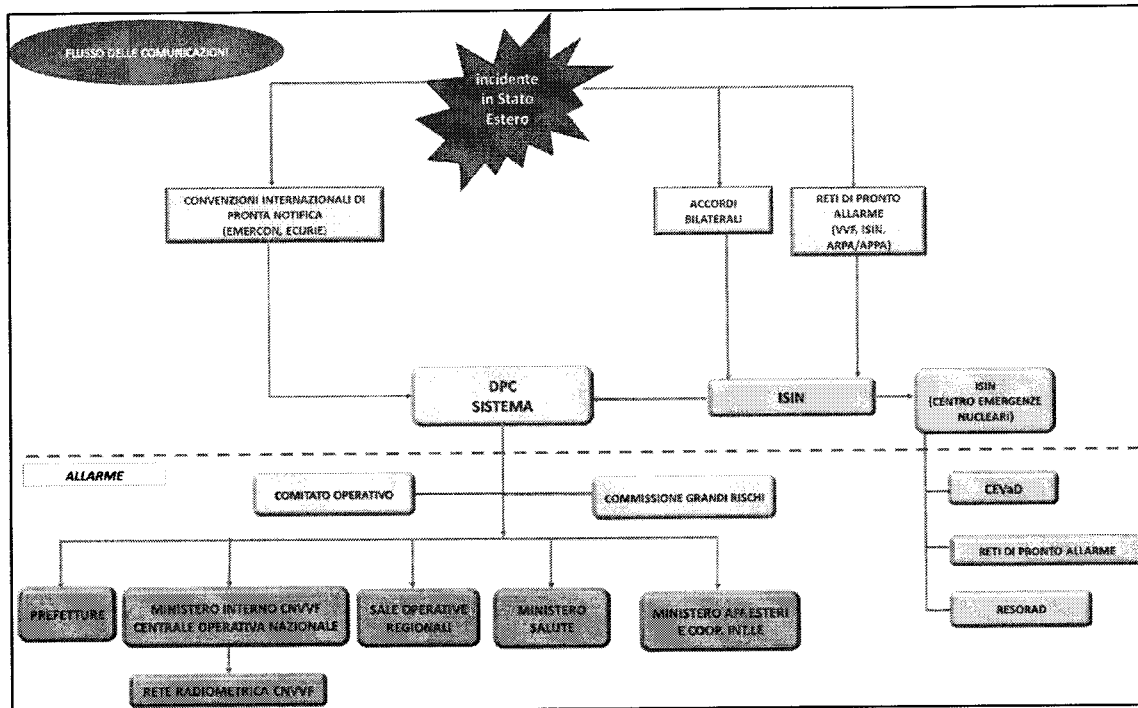 FLUSSO DELLE COMUNICAZIONI
incidente
in Stato
Estero
CONVENZIONI INTERNAZIONALI DI
PRONTA NOTIFICA
(EMERCON, ECURIE)
ACCORDI
BILATERALI
RETI DI PRONTO
ALLARME
(VVF, ISIN,
ARPA/APPA)
DPC
SISTEMA
ISIN
ISIN
(CENTRO EMERGENZE
NUCLEARI)
ALLARME
COMITATO OPERATIVO
COMMISSIONE GRANDI RISCHI
CEVaD
RETI DI PRONTO ALLARME
RESORAD
PREFETTURE
MINISTERO INTERNO CNVVF
CENTRALE OPERATIVA NAZIONALE
SALE OPERATIVE
REGIONALI
MINISTERO
SALUTE
MINISTERO AFF.ESTERI
E COOP. INT.LE
RETE RADIOMETRICA CNVVF